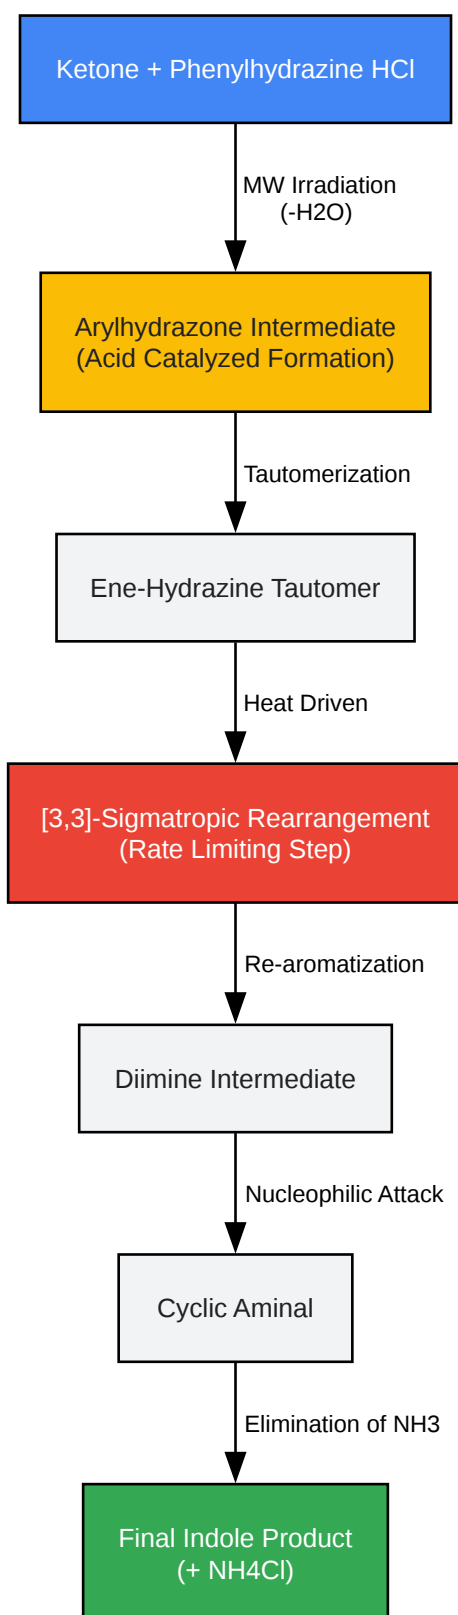 Ketone + Phenylhydrazine HCl
MW Irradiation
(-H2O)
Arylhydrazone Intermediate
(Acid Catalyzed Formation)
Tautomerization
Ene-Hydrazine Tautomer
Heat Driven
[3,3]-Sigmatropic Rearrangement
(Rate Limiting Step)
Re-aromatization
Diimine Intermediate
Nucleophilic Attack
Cyclic Aminal
Elimination of NH3
Final Indole Product
(+ NH4Cl)